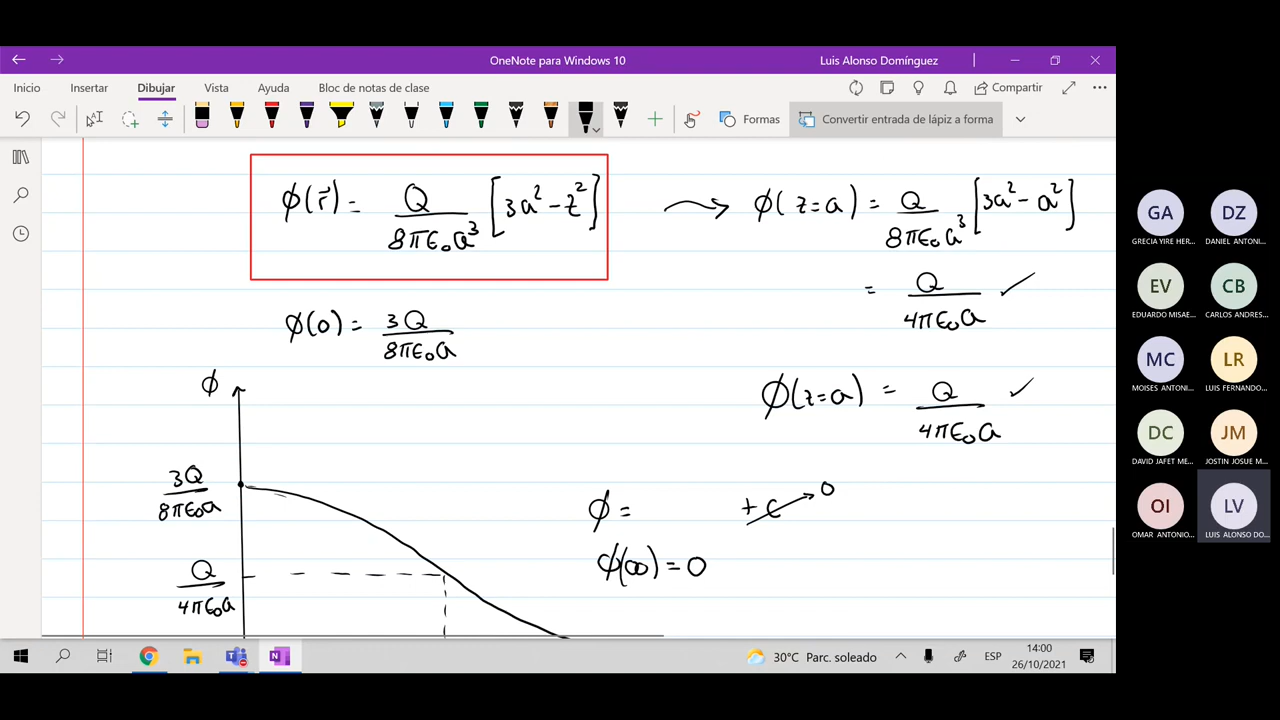 OneNote para Windows 10
Luis Alonso Domínguez
Inicio Insertar Dibujar Vista Ayuda Bloc de notas de clase
Compartir
Formas
Convertir entrada de lápiz a forma
ϕ(r⃗) = Q / 8πε₀a³ [3a² - z²]
ϕ(z=a) = Q / 8πε₀a³ [3a² - a²]
= Q / 4πε₀a ✓
ϕ(0) = 3Q / 8πε₀a
ϕ(z=a) = Q / 4πε₀a ✓
ϕ
3Q / 8πε₀a
Q / 4πε₀a
ϕ = + C → 0
ϕ(∞) = 0
GA
GRECIA YIRE HER...
DZ
DANIEL ANTONI...
EV
EDUARDO MISAE...
CB
CARLOS ANDRES...
MC
MOISES ANTONI...
LR
LUIS FERNANDO...
DC
DAVID JAFET ME...
JM
JOSTIN JOSUE M...
OI
OMAR ANTONIO...
LV
LUIS ALONSO DO...
30°C Parc. soleado
ESP
14:00
26/10/2021